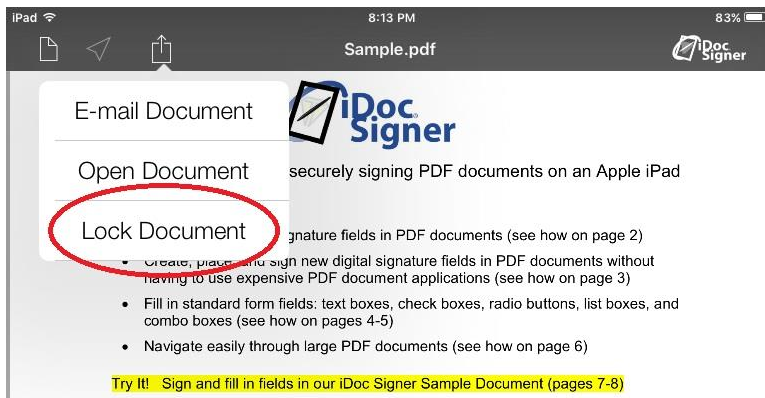 iPad 8:13 PM 83%
Sample.pdf
iDoc
Signer
E-mail Document
Open Document
Lock Document
iDoc
Signer
securely signing PDF documents on an Apple iPad
gnature fields in PDF documents (see how on page 2)
• Create, place, and sign new digital signature fields in PDF documents without
having to use expensive PDF document applications (see how on page 3)
• Fill in standard form fields: text boxes, check boxes, radio buttons, list boxes, and
combo boxes (see how on pages 4-5)
• Navigate easily through large PDF documents (see how on page 6)
Try It! Sign and fill in fields in our iDoc Signer Sample Document (pages 7-8)